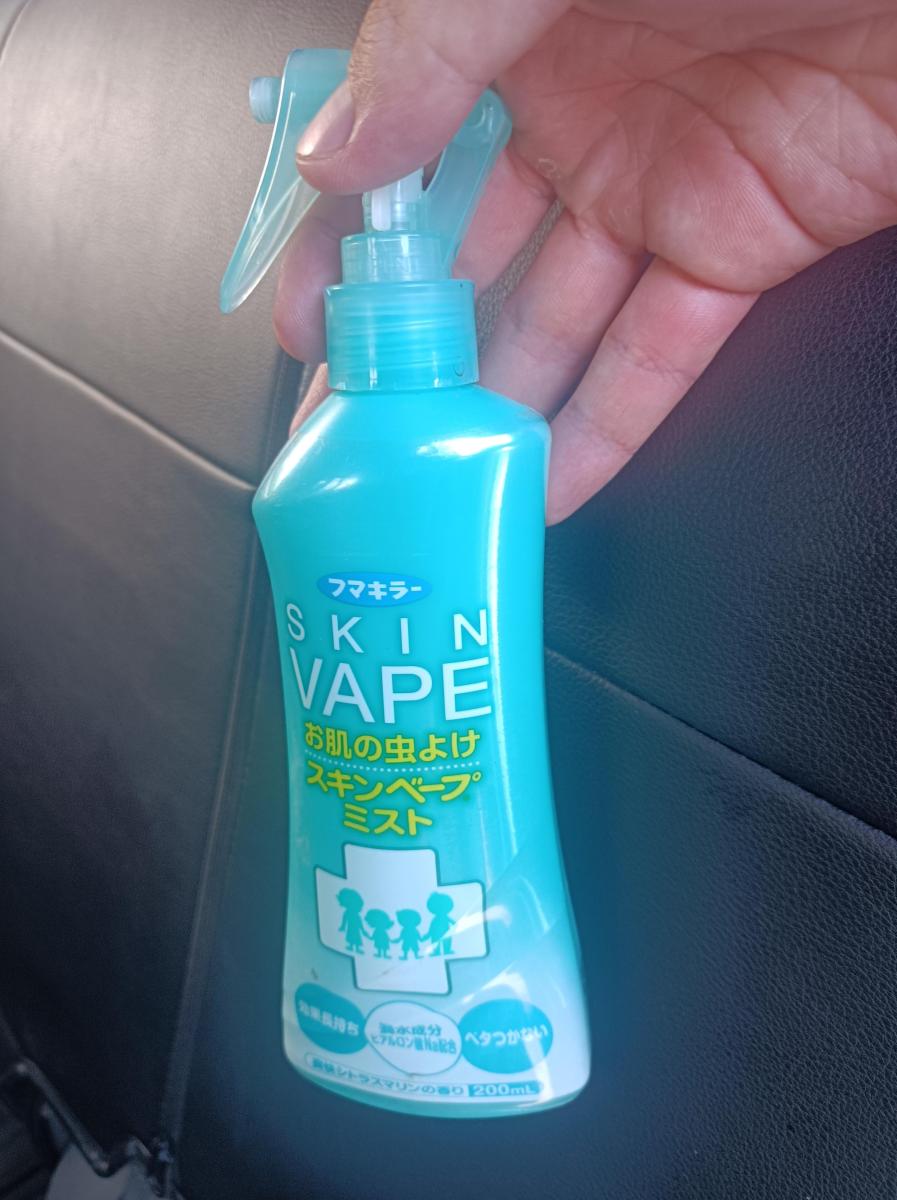 フマキラー
SKIN
VAPE
お肌の虫よけ
スキンベープ
ミスト
効果長持ち
潤水成分
ヒアルロン酸Na配合
ベタつかない
爽快シトラスマリンの香り 200mL